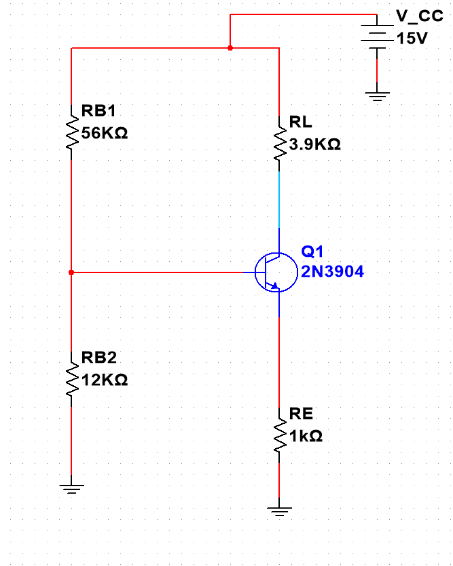 V_CC
15V
RB1
56KΩ
RL
3.9KΩ
Q1
2N3904
RB2
12KΩ
RE
1kΩ